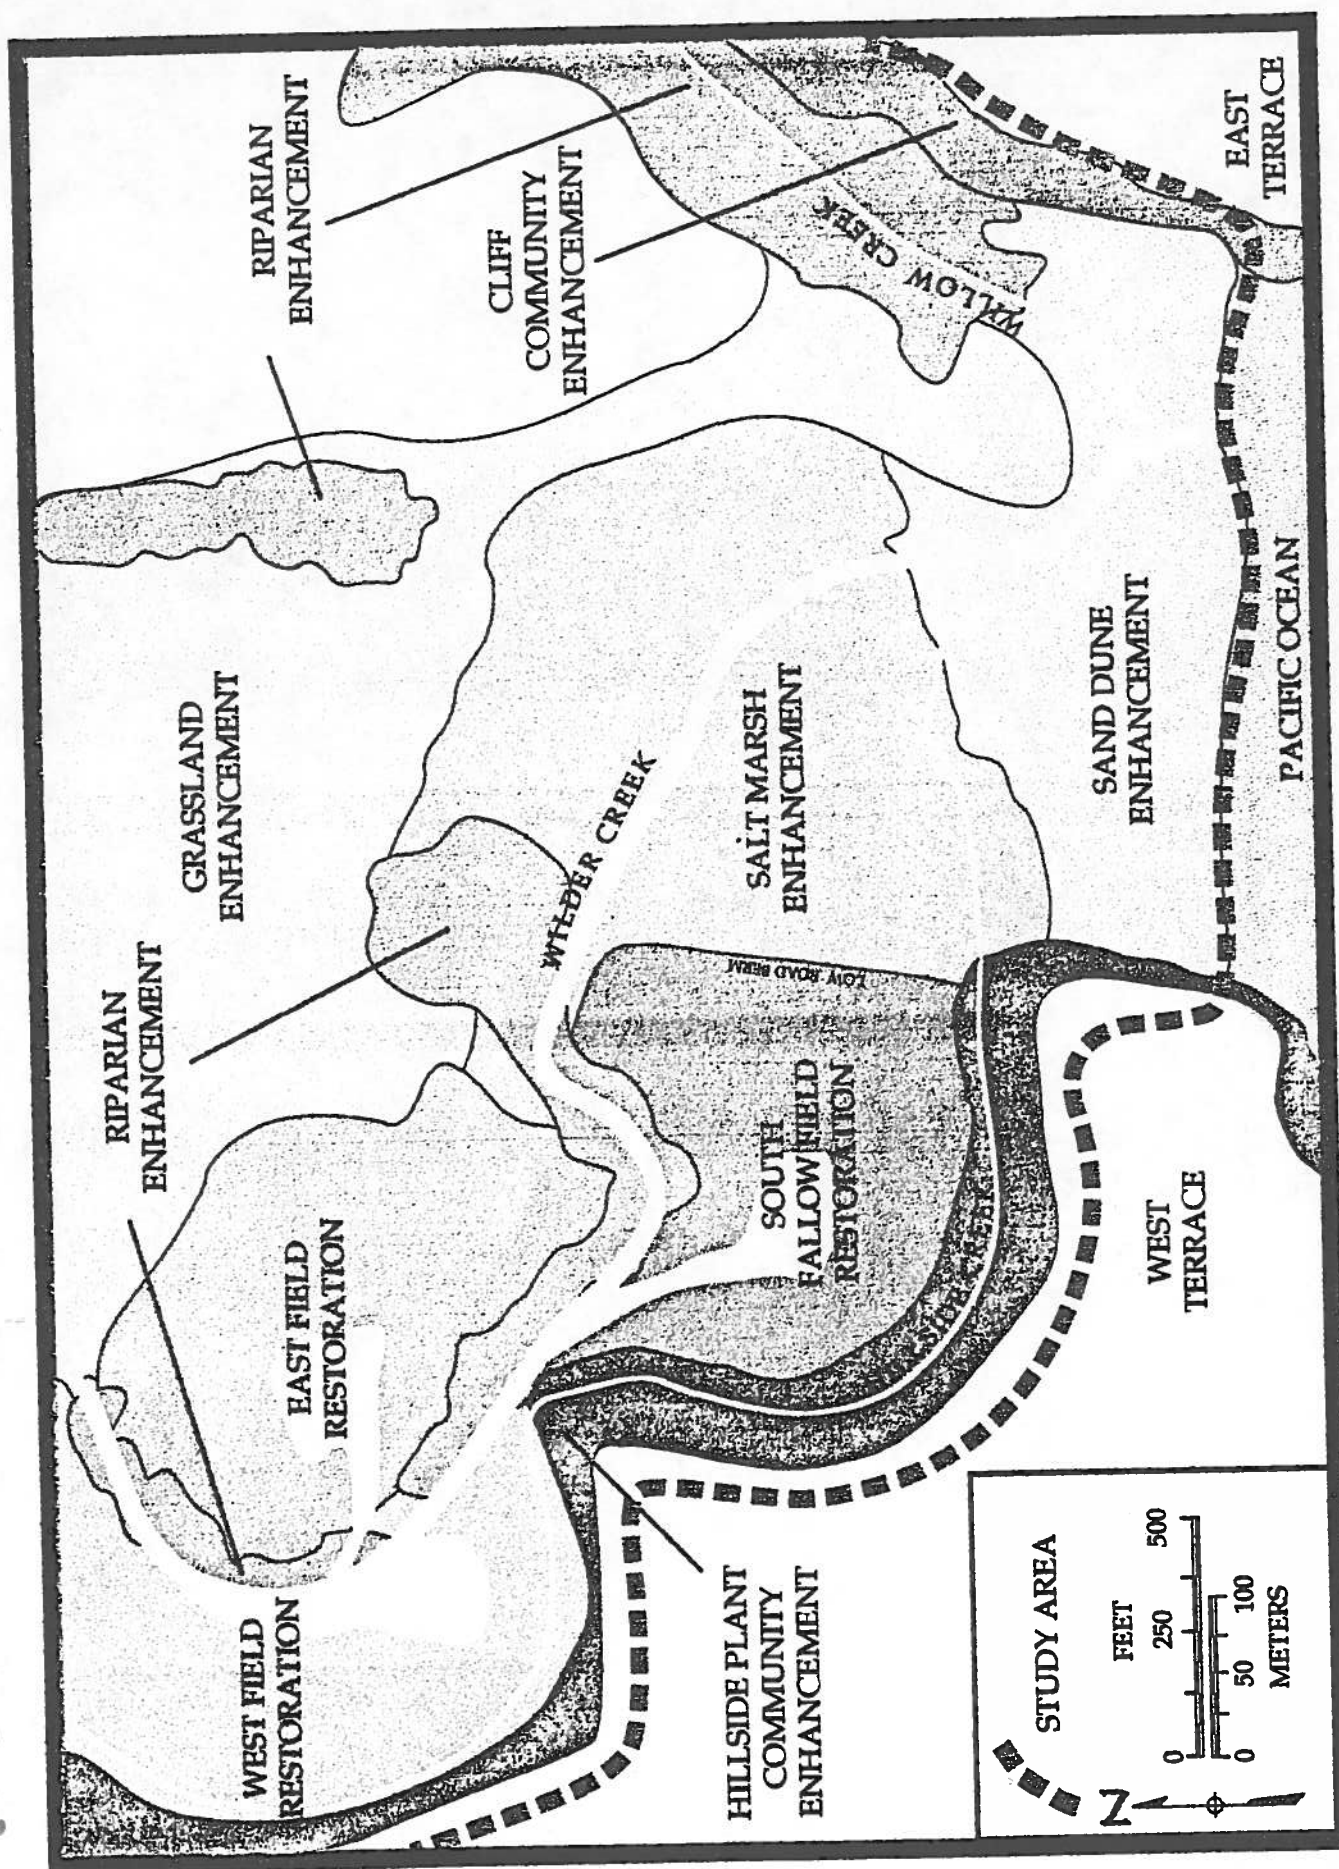 RIPARIAN
ENHANCEMENT
GRASSLAND
ENHANCEMENT
RIPARIAN
ENHANCEMENT
WEST FIELD
RESTORATION
EAST FIELD
RESTORATION
CLIFF
COMMUNITY
ENHANCEMENT
WILDER CREEK
SALT MARSH
ENHANCEMENT
LOW ROAD BERM
SOUTH
FALLOW FIELD
RESTORATION
WILLOW CREEK
HILLSIDE PLANT
COMMUNITY
ENHANCEMENT
CREEK
SAND DUNE
ENHANCEMENT
WEST
TERRACE
EAST
TERRACE
PACIFIC OCEAN
STUDY AREA
FEET
0 250 500
0 50 100
METERS
N